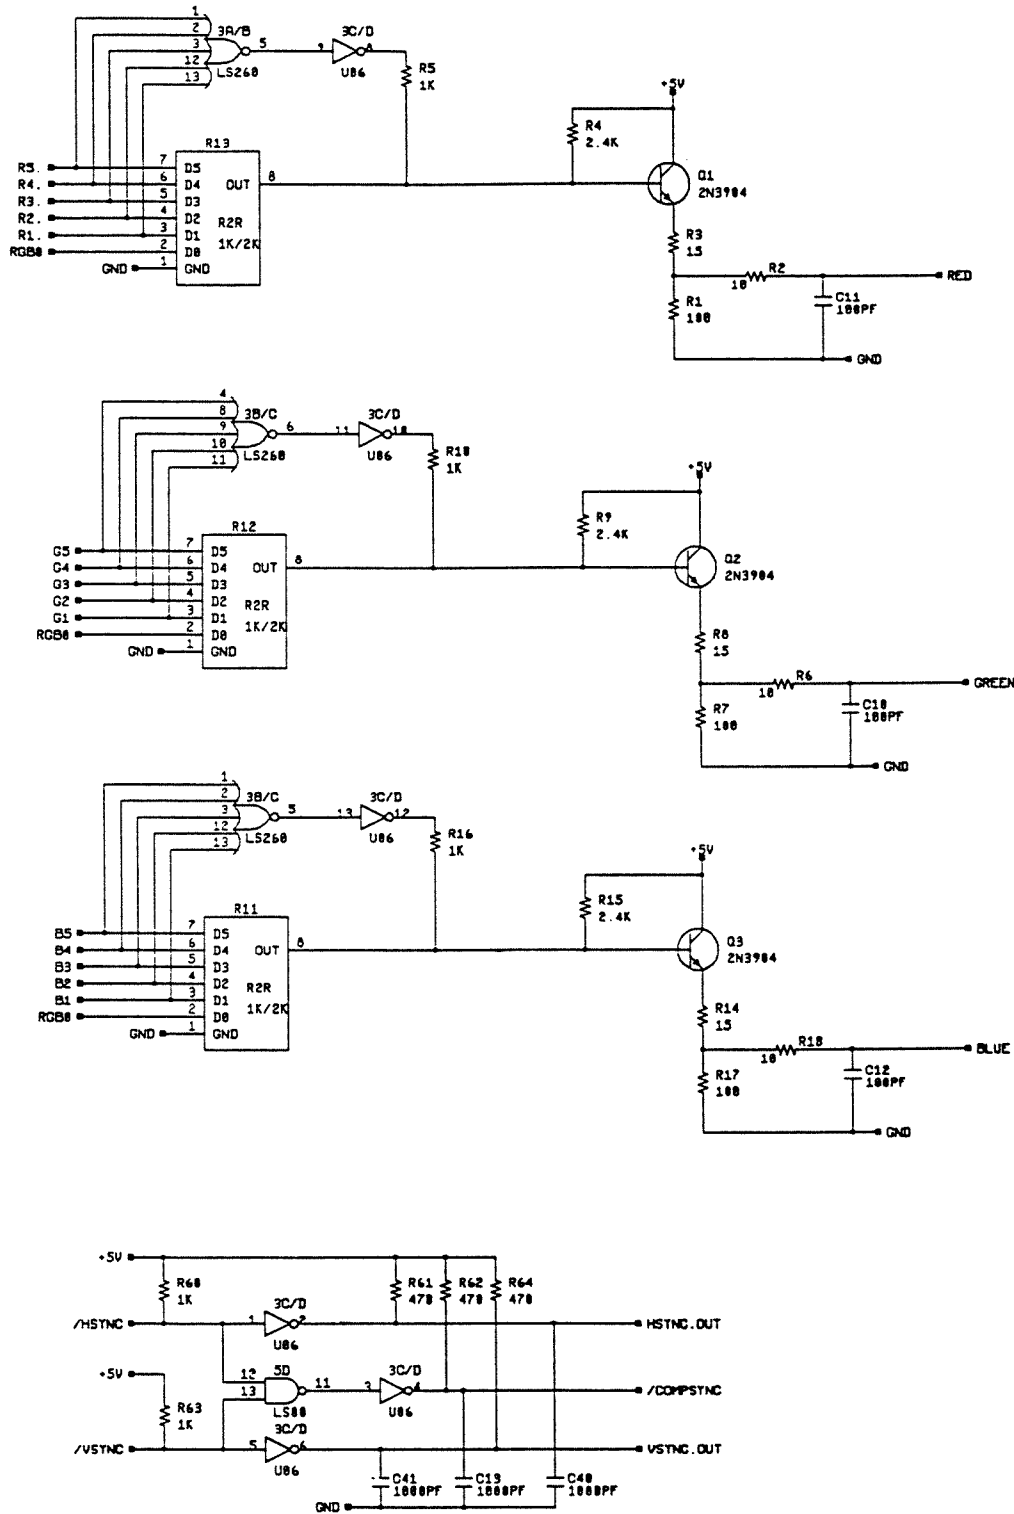 1
2
3
12
13
3A/B
5
LS260
3C/D
9
8
U06
R5
1K
R13
R5.
R4.
R3.
R2.
R1.
RGB0
GND
7
6
5
4
3
2
1
D5
D4
D3
D2
D1
D0
GND
OUT
R2R
1K/2K
8
+5V
R4
2.4K
Q1
2N3904
R3
15
R2
10
RED
R1
100
C11
100PF
GND
4
8
9
10
11
3B/C
6
LS260
3C/D
11
10
U06
R10
1K
R12
G5
G4
G3
G2
G1
RGB0
GND
7
6
5
4
3
2
1
D5
D4
D3
D2
D1
D0
GND
OUT
R2R
1K/2K
8
+5V
R9
2.4K
Q2
2N3904
R8
15
R6
10
GREEN
R7
100
C10
100PF
GND
1
2
3
12
13
3B/C
5
LS260
3C/D
13
12
U06
R16
1K
R11
B5
B4
B3
B2
B1
RGB0
GND
7
6
5
4
3
2
1
D5
D4
D3
D2
D1
D0
GND
OUT
R2R
1K/2K
8
+5V
R15
2.4K
Q3
2N3904
R14
15
R18
10
BLUE
R17
100
C12
100PF
GND
+5V
R60
1K
R61
470
R62
470
R64
470
/HSYNC
1
3C/D
2
U06
HSYNC.OUT
+5V
12
13
5D
11
LS00
3
3C/D
4
U06
/COMPSYNC
R63
1K
/VSYNC
5
3C/D
6
U06
VSYNC.OUT
C41
1000PF
C13
1000PF
C40
1000PF
GND